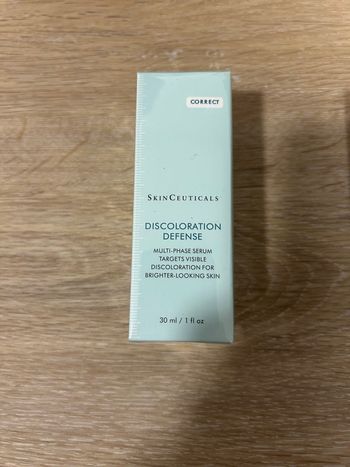 CORRECT
SKINCEUTICALS
DISCOLORATION
DEFENSE
MULTI-PHASE SERUM
TARGETS VISIBLE
DISCOLORATION FOR
BRIGHTER-LOOKING SKIN
30 ml / 1 fl oz